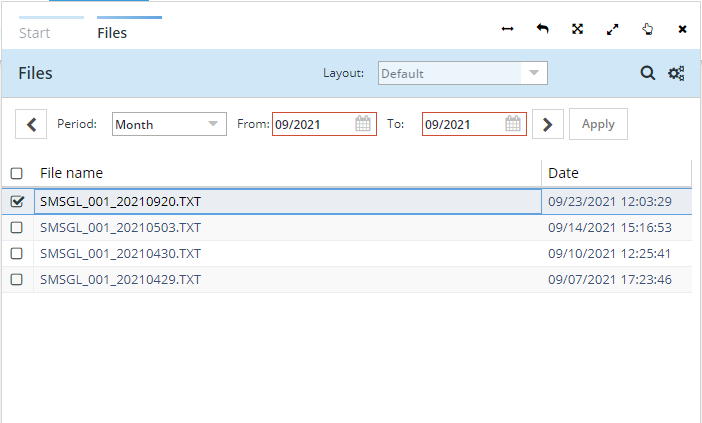 Start Files
Files Layout: Default
Period: Month From: 09/2021 To: 09/2021 Apply
File name Date
SMSGL_001_20210920.TXT 09/23/2021 12:03:29
SMSGL_001_20210503.TXT 09/14/2021 15:16:53
SMSGL_001_20210430.TXT 09/10/2021 12:25:41
SMSGL_001_20210429.TXT 09/07/2021 17:23:46